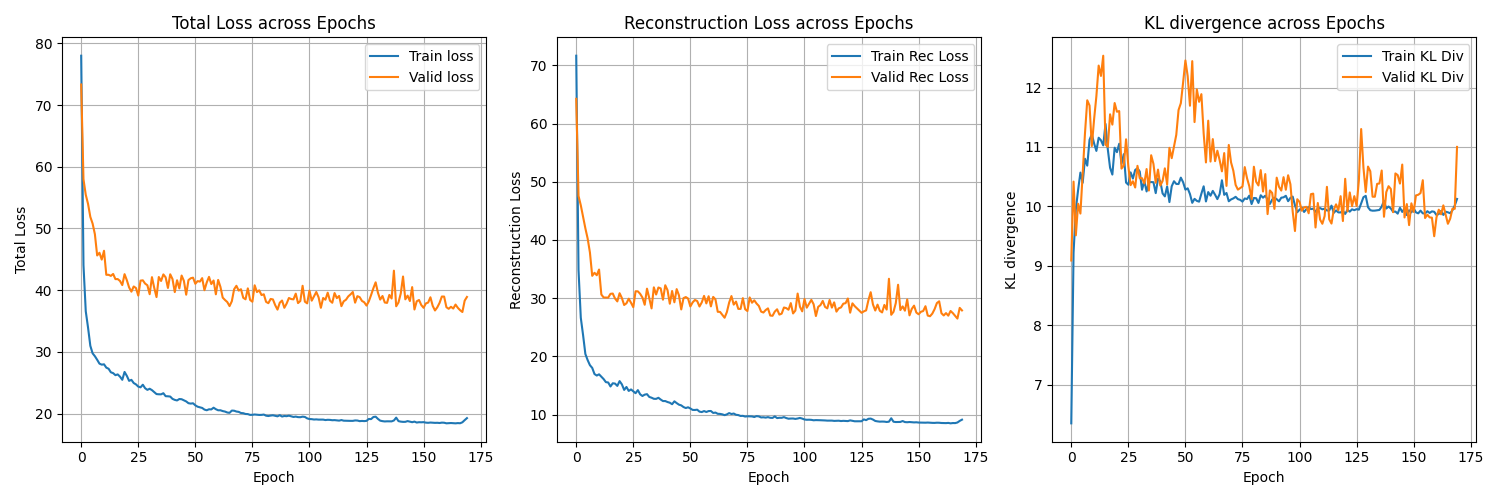 Total Loss across Epochs
Train loss
Valid loss
Total Loss
80
70
60
50
40
30
20
0 25 50 75 100 125 150 175
Epoch
Reconstruction Loss across Epochs
Train Rec Loss
Valid Rec Loss
Reconstruction Loss
70
60
50
40
30
20
10
0 25 50 75 100 125 150 175
Epoch
KL divergence across Epochs
Train KL Div
Valid KL Div
KL divergence
12
11
10
9
8
7
0 25 50 75 100 125 150 175
Epoch